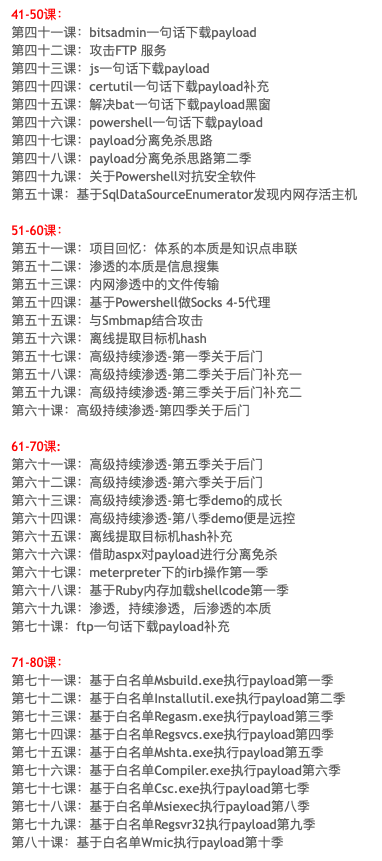 41-50课：
第四十一课：bitsadmin一句话下载payload
第四十二课：攻击FTP 服务
第四十三课：js一句话下载payload
第四十四课：certutil一句话下载payload补充
第四十五课：解决bat一句话下载payload黑窗
第四十六课：powershell一句话下载payload
第四十七课：payload分离免杀思路
第四十八课：payload分离免杀思路第二季
第四十九课：关于Powershell对抗安全软件
第五十课：基于SqlDataSourceEnumerator发现内网存活主机
51-60课：
第五十一课：项目回忆：体系的本质是知识点串联
第五十二课：渗透的本质是信息搜集
第五十三课：内网渗透中的文件传输
第五十四课：基于Powershell做Socks 4-5代理
第五十五课：与Smbmap结合攻击
第五十六课：离线提取目标机hash
第五十七课：高级持续渗透-第一季关于后门
第五十八课：高级持续渗透-第二季关于后门补充一
第五十九课：高级持续渗透-第三季关于后门补充二
第六十课：高级持续渗透-第四季关于后门
61-70课:
第六十一课：高级持续渗透-第五季关于后门
第六十二课：高级持续渗透-第六季关于后门
第六十三课：高级持续渗透-第七季demo的成长
第六十四课：高级持续渗透-第八季demo便是远控
第六十五课：离线提取目标机hash补充
第六十六课：借助aspx对payload进行分离免杀
第六十七课：meterpreter下的irb操作第一季
第六十八课：基于Ruby内存加载shellcode第一季
第六十九课：渗透，持续渗透，后渗透的本质
第七十课：ftp一句话下载payload补充
71-80课：
第七十一课：基于白名单Msbuild.exe执行payload第一季
第七十二课：基于白名单Installutil.exe执行payload第二季
第七十三课：基于白名单Regasm.exe执行payload第三季
第七十四课：基于白名单Regsvcs.exe执行payload第四季
第七十五课：基于白名单Mshta.exe执行payload第五季
第七十六课：基于白名单Compiler.exe执行payload第六季
第七十七课：基于白名单Csc.exe执行payload第七季
第七十八课：基于白名单Msiexec执行payload第八季
第七十九课：基于白名单Regsvr32执行payload第九季
第八十课：基于白名单Wmic执行payload第十季